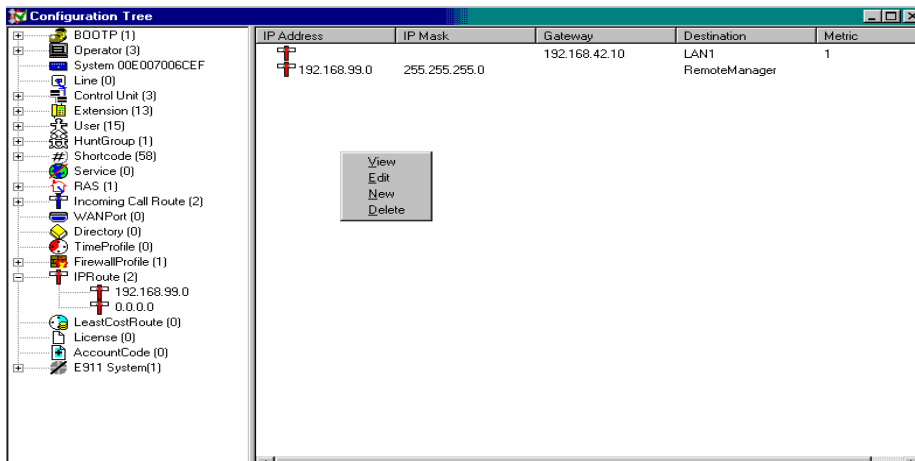 Configuration Tree
BOOTP (1)
Operator (3)
System 00E007006CEF
Line (0)
Control Unit (3)
Extension (13)
User (15)
HuntGroup (1)
Shortcode (58)
Service (0)
RAS (1)
Incoming Call Route (2)
WANPort (0)
Directory (0)
TimeProfile (0)
FirewallProfile (1)
IPRoute (2)
192.168.99.0
0.0.0.0
LeastCostRoute (0)
License (0)
AccountCode (0)
E911 System(1)
IP Address IP Mask Gateway Destination Metric
192.168.42.10 LAN1 1
192.168.99.0 255.255.255.0 RemoteManager
View
Edit
New
Delete